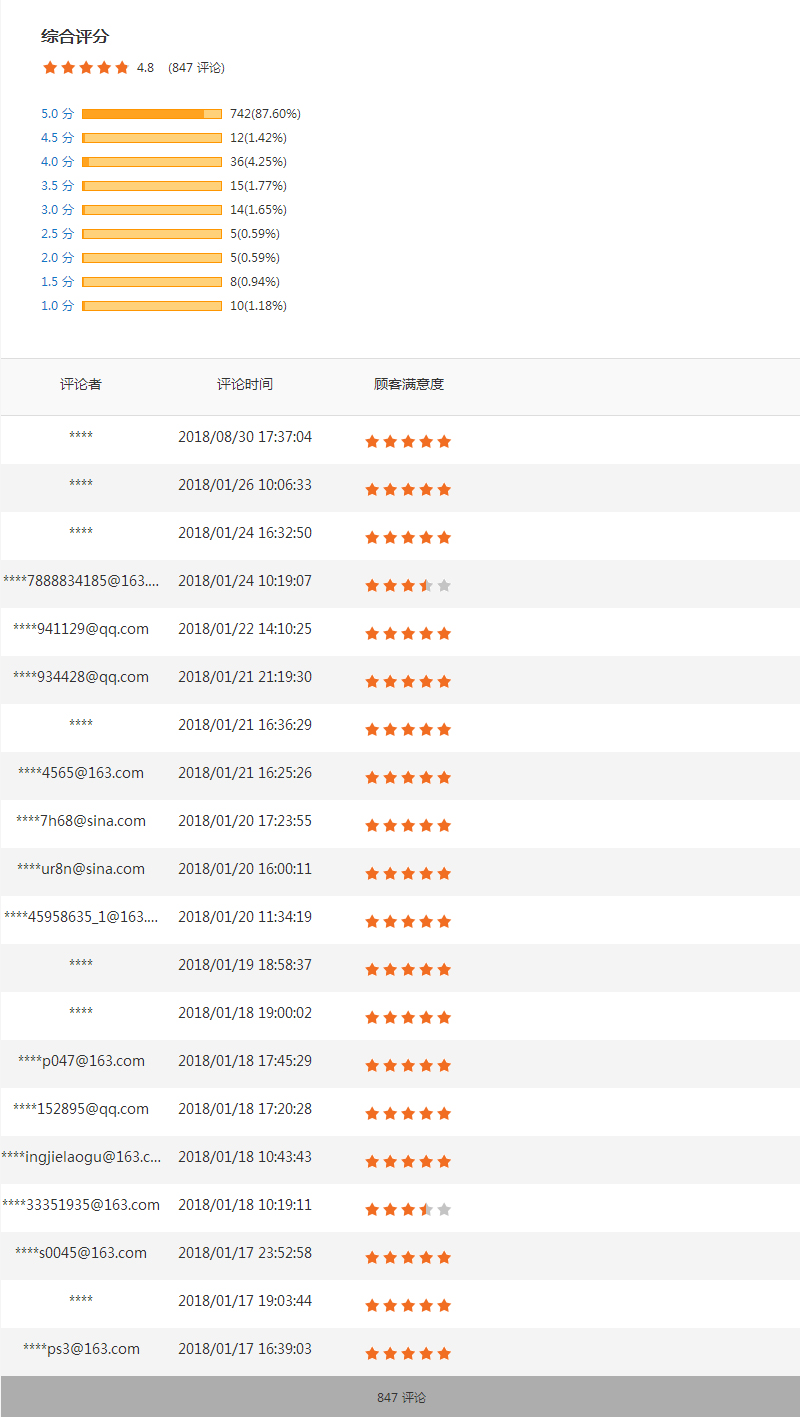 综合评分
4.8 (847 评论)
5.0 分 742(87.60%)
4.5 分 12(1.42%)
4.0 分 36(4.25%)
3.5 分 15(1.77%)
3.0 分 14(1.65%)
2.5 分 5(0.59%)
2.0 分 5(0.59%)
1.5 分 8(0.94%)
1.0 分 10(1.18%)
评论者 评论时间 顾客满意度
**** 2018/08/30 17:37:04
**** 2018/01/26 10:06:33
**** 2018/01/24 16:32:50
****7888834185@163.... 2018/01/24 10:19:07
****941129@qq.com 2018/01/22 14:10:25
****934428@qq.com 2018/01/21 21:19:30
**** 2018/01/21 16:36:29
****4565@163.com 2018/01/21 16:25:26
****7h68@sina.com 2018/01/20 17:23:55
****ur8n@sina.com 2018/01/20 16:00:11
****45958635_1@163.... 2018/01/20 11:34:19
**** 2018/01/19 18:58:37
**** 2018/01/18 19:00:02
****p047@163.com 2018/01/18 17:45:29
****152895@qq.com 2018/01/18 17:20:28
****ingjielaogu@163.c... 2018/01/18 10:43:43
****33351935@163.com 2018/01/18 10:19:11
****s0045@163.com 2018/01/17 23:52:58
**** 2018/01/17 19:03:44
****ps3@163.com 2018/01/17 16:39:03
847 评论